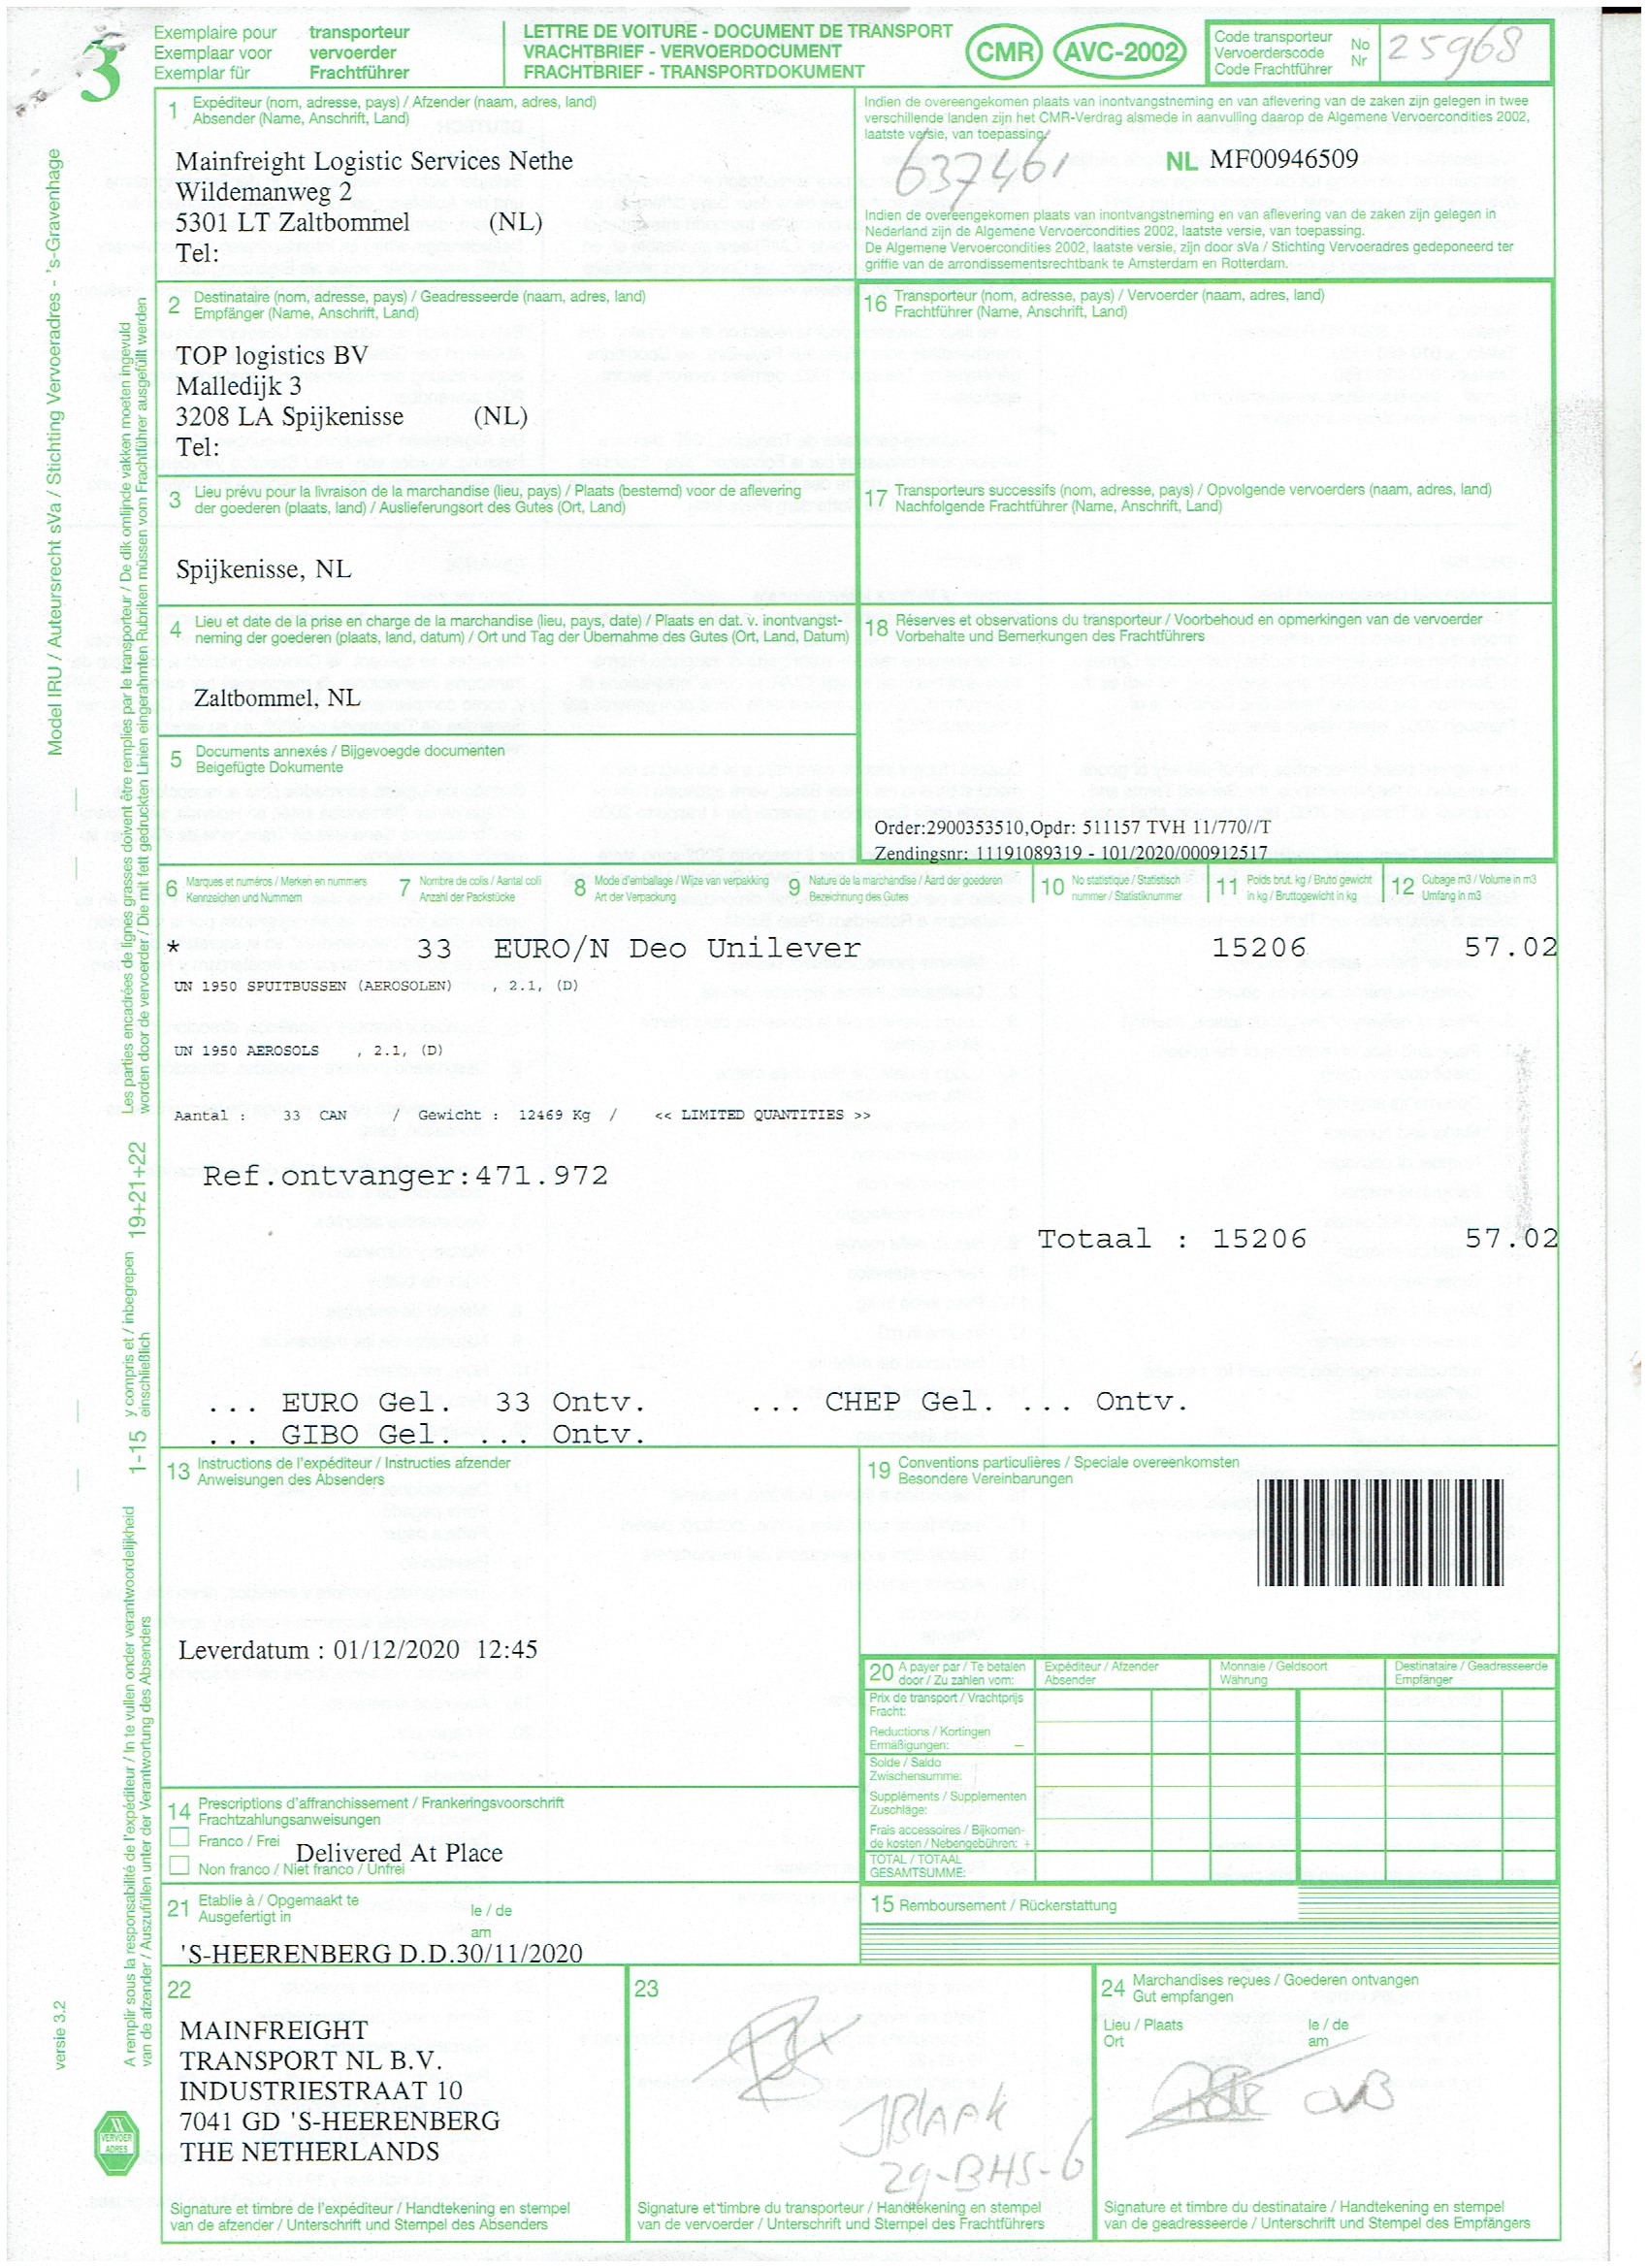 3
Exemplaire pour transporteur
Exemplaar voor vervoerder
Exemplar für Frachtführer
LETTRE DE VOITURE - DOCUMENT DE TRANSPORT
VRACHTBRIEF - VERVOERDOCUMENT
FRACHTBRIEF - TRANSPORTDOKUMENT
CMR
AVC-2002
Code transporteur
Vervoerderscode
Code Frachtführer
No
Nr
25968
1 Expéditeur (nom, adresse, pays) / Afzender (naam, adres, land)
Absender (Name, Anschrift, Land)
Mainfreight Logistic Services Nethe
Wildemanweg 2
5301 LT Zaltbommel (NL)
Tel:
Indien de overeengekomen plaats van inontvangstneming en van aflevering van de zaken zijn gelegen in twee
verschillende landen zijn het CMR-Verdrag alsmede in aanvulling daarop de Algemene Vervoercondities 2002,
laatste versie, van toepassing.
637461
NL MF00946509
Indien de overeengekomen plaats van inontvangstneming en van aflevering van de zaken zijn gelegen in
Nederland zijn de Algemene Vervoercondities 2002, laatste versie, van toepassing.
De Algemene Vervoercondities 2002, laatste versie, zijn door sVa / Stichting Vervoeradres gedeponeerd ter
griffie van de arrondissementsrechtbank te Amsterdam en Rotterdam.
2 Destinataire (nom, adresse, pays) / Geadresseerde (naam, adres, land)
Empfänger (Name, Anschrift, Land)
TOP logistics BV
Malledijk 3
3208 LA Spijkenisse (NL)
Tel:
16 Transporteur (nom, adresse, pays) / Vervoerder (naam, adres, land)
Frachtführer (Name, Anschrift, Land)
3 Lieu prévu pour la livraison de la marchandise (lieu, pays) / Plaats (bestemd) voor de aflevering
der goederen (plaats, land) / Auslieferungsort des Gutes (Ort, Land)
Spijkenisse, NL
17 Transporteurs successifs (nom, adresse, pays) / Opvolgende vervoerders (naam, adres, land)
Nachfolgende Frachtführer (Name, Anschrift, Land)
4 Lieu et date de la prise en charge de la marchandise (lieu, pays, date) / Plaats en dat. v. inontvangst-
neming der goederen (plaats, land, datum) / Ort und Tag der Übernahme des Gutes (Ort, Land, Datum)
Zaltbommel, NL
18 Réserves et observations du transporteur / Voorbehoud en opmerkingen van de vervoerder
Vorbehalte und Bemerkungen des Frachtführers
5 Documents annexés / Bijgevoegde documenten
Beigefügte Dokumente
Order:2900353510,Opdr: 511157 TVH 11/770//T
Zendingsnr: 11191089319 - 101/2020/000912517
6 Marques et numéros / Merken en nummers
Kennzeichen und Nummern
7 Nombre de colis / Aantal colli
Anzahl der Packstücke
8 Mode d'emballage / Wijze van verpakking
Art der Verpackung
9 Nature de la marchandise / Aard der goederen
Bezeichnung des Gutes
10 No statistique / Statistisch
nummer / Statistiknummer
11 Poids brut, kg / Bruto gewicht
in kg / Bruttogewicht in kg
12 Cubage m3 / Volume in m3
Umfang in m3
* 33 EURO/N Deo Unilever 15206 57.02
UN 1950 SPUITBUSSEN (AEROSOLEN) , 2.1, (D)
UN 1950 AEROSOLS , 2.1, (D)
Aantal : 33 CAN / Gewicht : 12469 Kg / << LIMITED QUANTITIES >>
Ref.ontvanger:471.972
Totaal : 15206 57.02
... EURO Gel. 33 Ontv. ... CHEP Gel. ... Ontv.
... GIBO Gel. ... Ontv.
13 Instructions de l'expéditeur / Instructies afzender
Anweisungen des Absenders
Leverdatum : 01/12/2020 12:45
19 Conventions particulières / Speciale overeenkomsten
Besondere Vereinbarungen
20 A payer par / Te betalen
door / Zu zahlen vom:
Expéditeur / Afzender
Absender
Monnaie / Geldsoort
Währung
Destinataire / Geadresseerde
Empfänger
Prix de transport / Vrachtprijs
Fracht:
Reductions / Kortingen
Ermäßigungen: –
Solde / Saldo
Zwischensumme:
Suppléments / Supplementen
Zuschläge:
Frais accessoires / Bijkomen-
de kosten / Nebengebühren: +
TOTAL / TOTAAL
GESAMTSUMME:
14 Prescriptions d'affranchissement / Frankeringsvoorschrift
Frachtzahlungsanweisungen
Franco / Frei
Delivered At Place
Non franco / Niet franco / Unfrei
21 Etablie à / Opgemaakt te
Ausgefertigt in
le / de
am
'S-HEERENBERG D.D.30/11/2020
15 Remboursement / Rückerstattung
22
MAINFREIGHT
TRANSPORT NL B.V.
INDUSTRIESTRAAT 10
7041 GD 'S-HEERENBERG
THE NETHERLANDS
Signature et timbre de l'expéditeur / Handtekening en stempel
van de afzender / Unterschrift und Stempel des Absenders
23
29-BHS-6
Signature et timbre du transporteur / Handtekening en stempel
van de vervoerder / Unterschrift und Stempel des Frachtführers
24 Marchandises reçues / Goederen ontvangen
Gut empfangen
Lieu / Plaats
Ort
le / de
am
Signature et timbre du destinataire / Handtekening en stempel
van de geadresseerde / Unterschrift und Stempel des Empfängers
Model IRU / Auteursrecht sVa / Stichting Vervoeradres - 's-Gravenhage
Les parties encadrées de lignes grasses doivent être remplies par le transporteur / De dik omlijnde vakken moeten ingevuld
worden door de vervoerder / Die mit fett gedruckten Linien eingerahmten Rubriken müssen vom Frachtführer ausgefüllt werden
1-15 y compris et / inbegrepen 19+21+22
einschließlich
A remplir sous la responsabilité de l'expéditeur / In te vullen onder verantwoordelijkheid
van de afzender / Auszufüllen unter der Verantwortung des Absenders
versie 3.2
VERVOER
ADRES